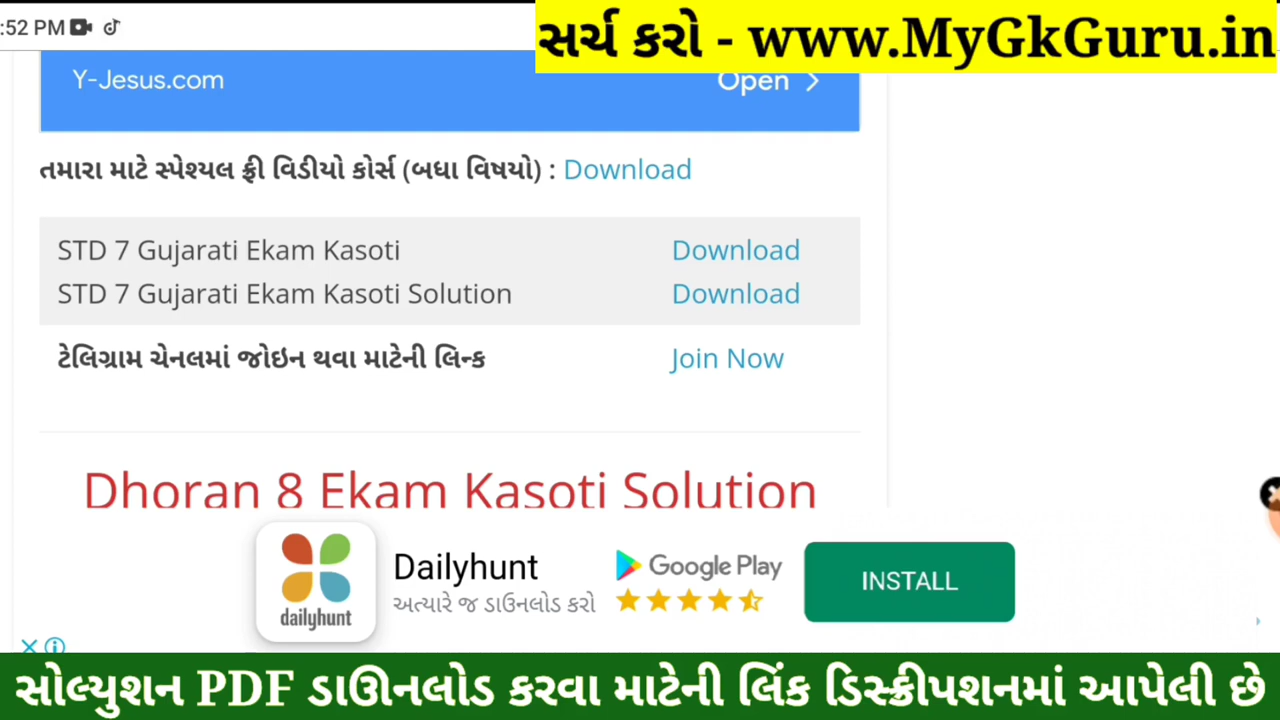 :52 PM
સર્ચ કરો - www.MyGkGuru.in
Y-Jesus.com Open
તમારા માટે સ્પેશ્યલ ફ્રી વિડીયો કોર્સ (બધા વિષયો) : Download
STD 7 Gujarati Ekam Kasoti Download
STD 7 Gujarati Ekam Kasoti Solution Download
ટેલિગ્રામ ચેનલમાં જોઇન થવા માટેની લિન્ક Join Now
Dhoran 8 Ekam Kasoti Solution
dailyhunt
Dailyhunt
અત્યારે જ ડાઉનલોડ કરો
Google Play
INSTALL
સોલ્યુશન PDF ડાઊનલોડ કરવા માટેની લિંક ડિસ્ક્રીપશનમાં આપેલી છે